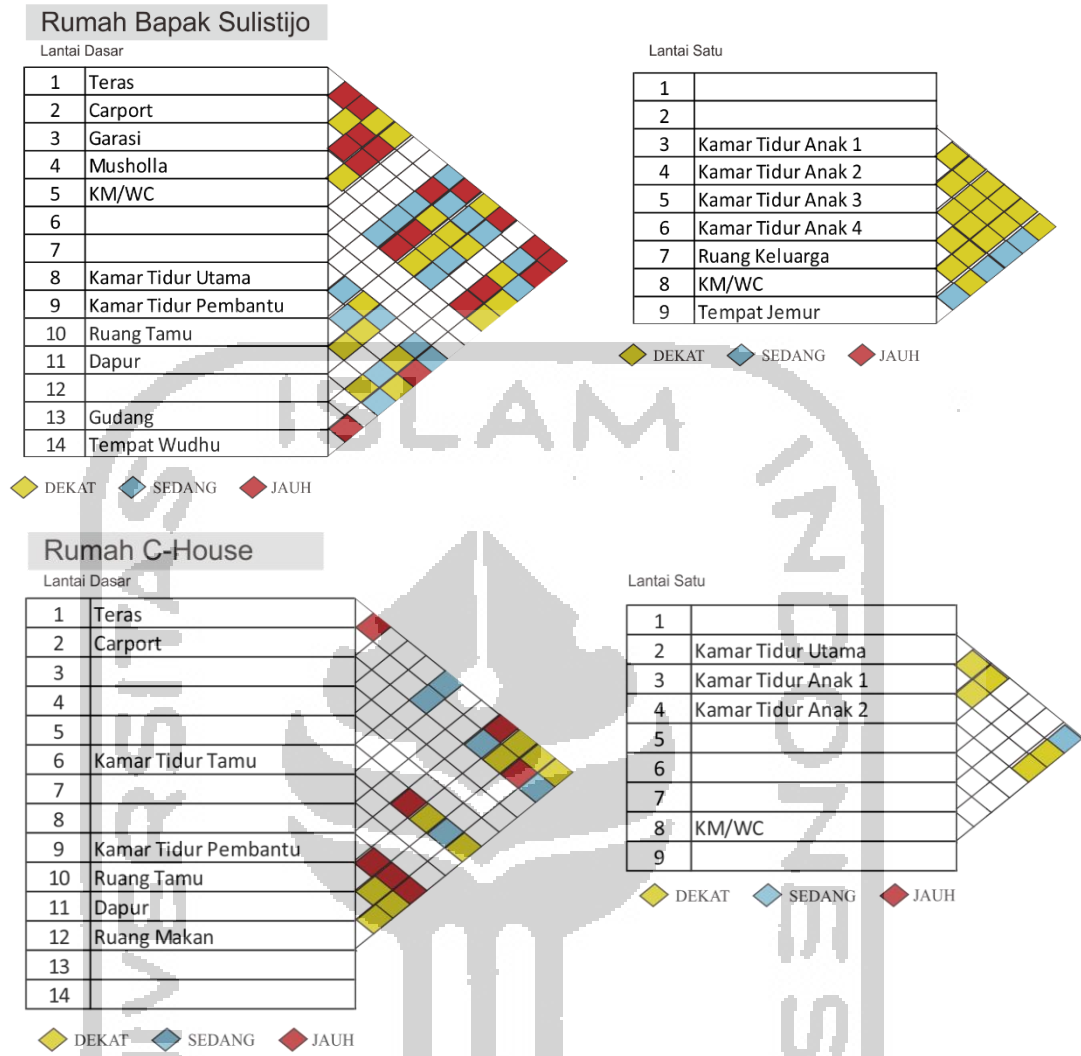 Rumah Bapak Sulistijo
Lantai Dasar
1 Teras
2 Carport
3 Garasi
4 Musholla
5 KM/WC
6
7
8 Kamar Tidur Utama
9 Kamar Tidur Pembantu
10 Ruang Tamu
11 Dapur
12
13 Gudang
14 Tempat Wudhu
DEKAT SEDANG JAUH
Lantai Satu
1
2
3 Kamar Tidur Anak 1
4 Kamar Tidur Anak 2
5 Kamar Tidur Anak 3
6 Kamar Tidur Anak 4
7 Ruang Keluarga
8 KM/WC
9 Tempat Jemur
DEKAT SEDANG JAUH
ISLAM
UNIVERSITAS
INDONES
Rumah C-House
Lantai Dasar
1 Teras
2 Carport
3
4
5
6 Kamar Tidur Tamu
7
8
9 Kamar Tidur Pembantu
10 Ruang Tamu
11 Dapur
12 Ruang Makan
13
14
DEKAT SEDANG JAUH
Lantai Satu
1
2 Kamar Tidur Utama
3 Kamar Tidur Anak 1
4 Kamar Tidur Anak 2
5
6
7
8 KM/WC
9
DEKAT SEDANG JAUH